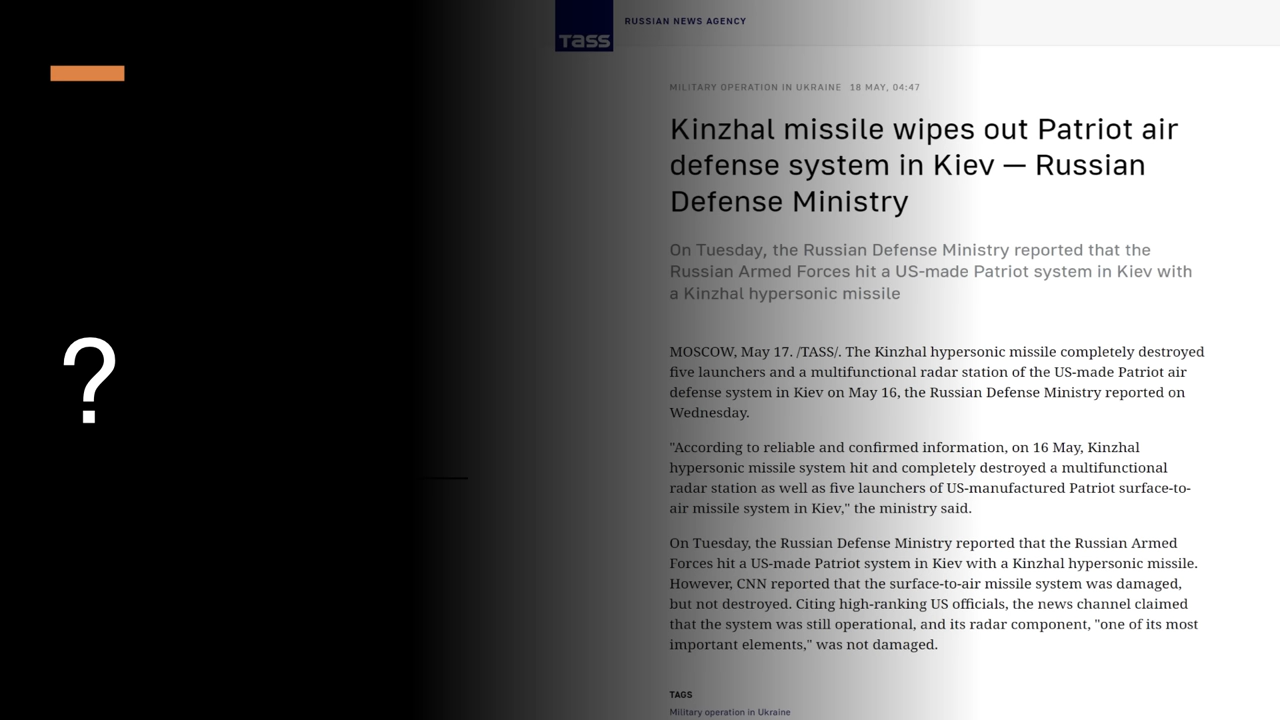 ?
Tass
RUSSIAN NEWS AGENCY
MILITARY OPERATION IN UKRAINE 18 MAY, 04:47
Kinzhal missile wipes out Patriot air
defense system in Kiev — Russian
Defense Ministry
On Tuesday, the Russian Defense Ministry reported that the
Russian Armed Forces hit a US-made Patriot system in Kiev with
a Kinzhal hypersonic missile
MOSCOW, May 17. /TASS/. The Kinzhal hypersonic missile completely destroyed
five launchers and a multifunctional radar station of the US-made Patriot air
defense system in Kiev on May 16, the Russian Defense Ministry reported on
Wednesday.
"According to reliable and confirmed information, on 16 May, Kinzhal
hypersonic missile system hit and completely destroyed a multifunctional
radar station as well as five launchers of US-manufactured Patriot surface-to-
air missile system in Kiev," the ministry said.
On Tuesday, the Russian Defense Ministry reported that the Russian Armed
Forces hit a US-made Patriot system in Kiev with a Kinzhal hypersonic missile.
However, CNN reported that the surface-to-air missile system was damaged,
but not destroyed. Citing high-ranking US officials, the news channel claimed
that the system was still operational, and its radar component, "one of its most
important elements," was not damaged.
TAGS
Military operation in Ukraine